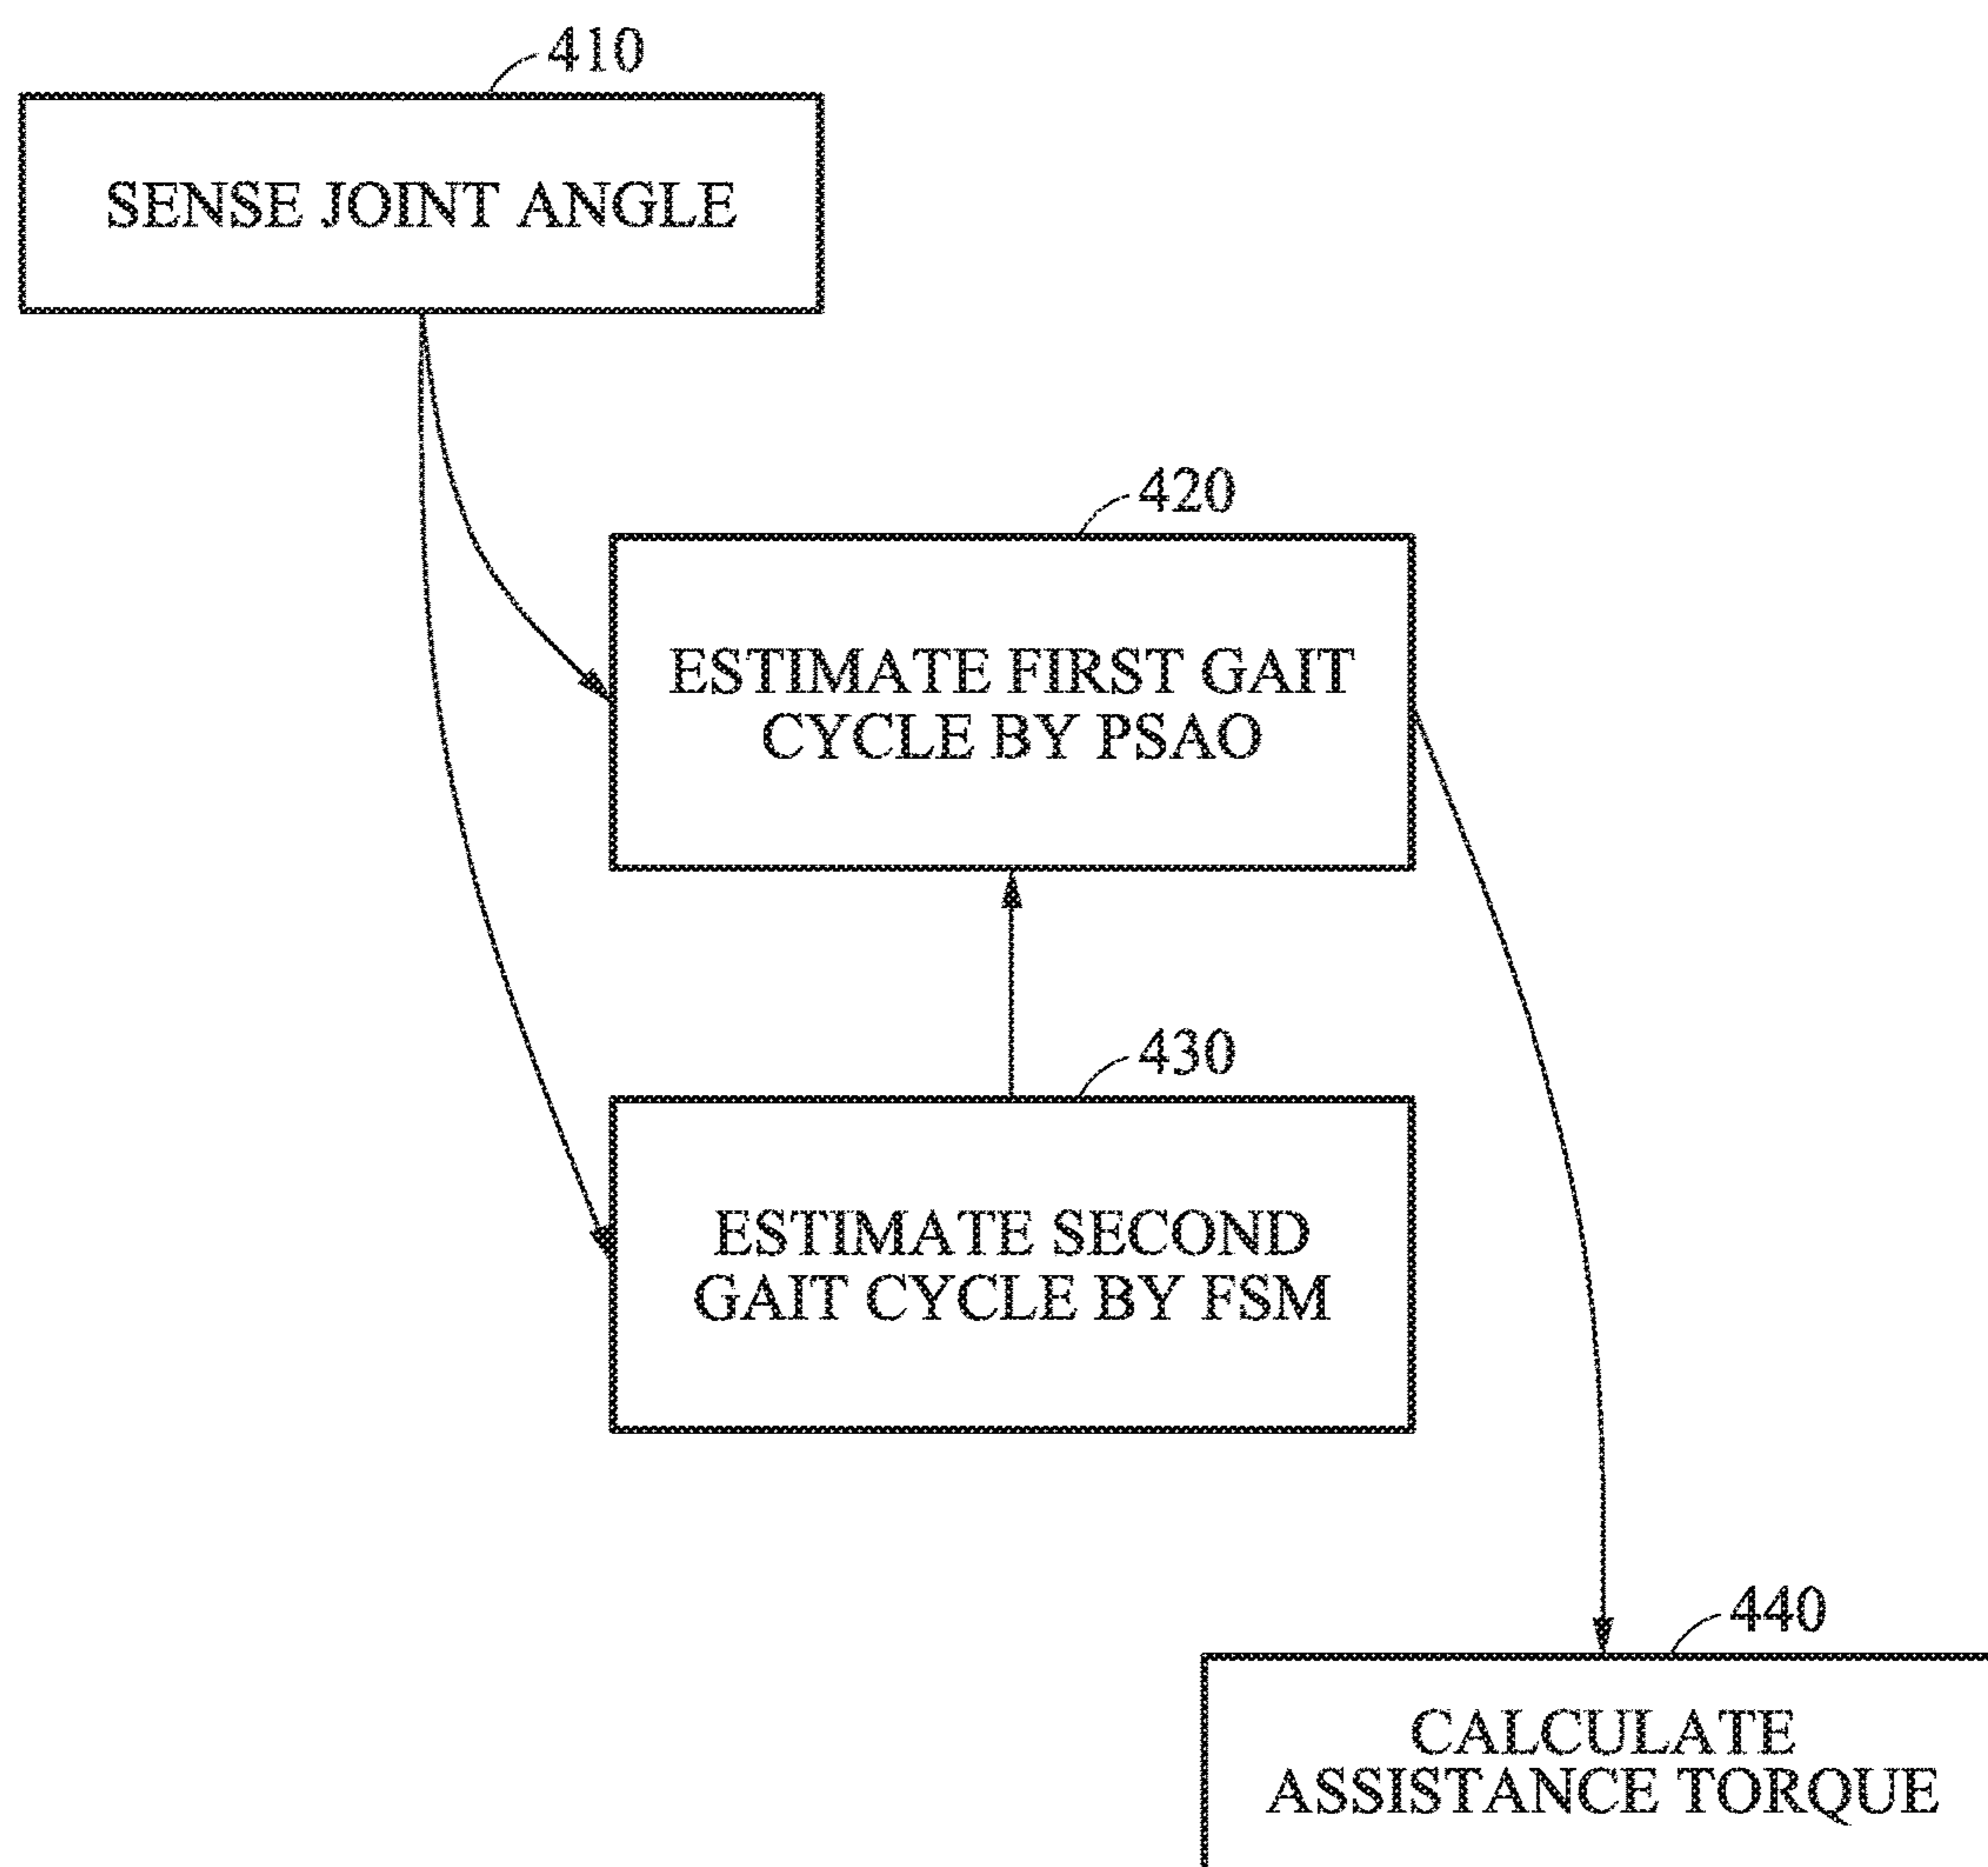 410
SENSE JOINT ANGLE
420
ESTIMATE FIRST GAIT
CYCLE BY PSAO
430
ESTIMATE SECOND
GAIT CYCLE BY FSM
440
CALCULATE
ASSISTANCE TORQUE